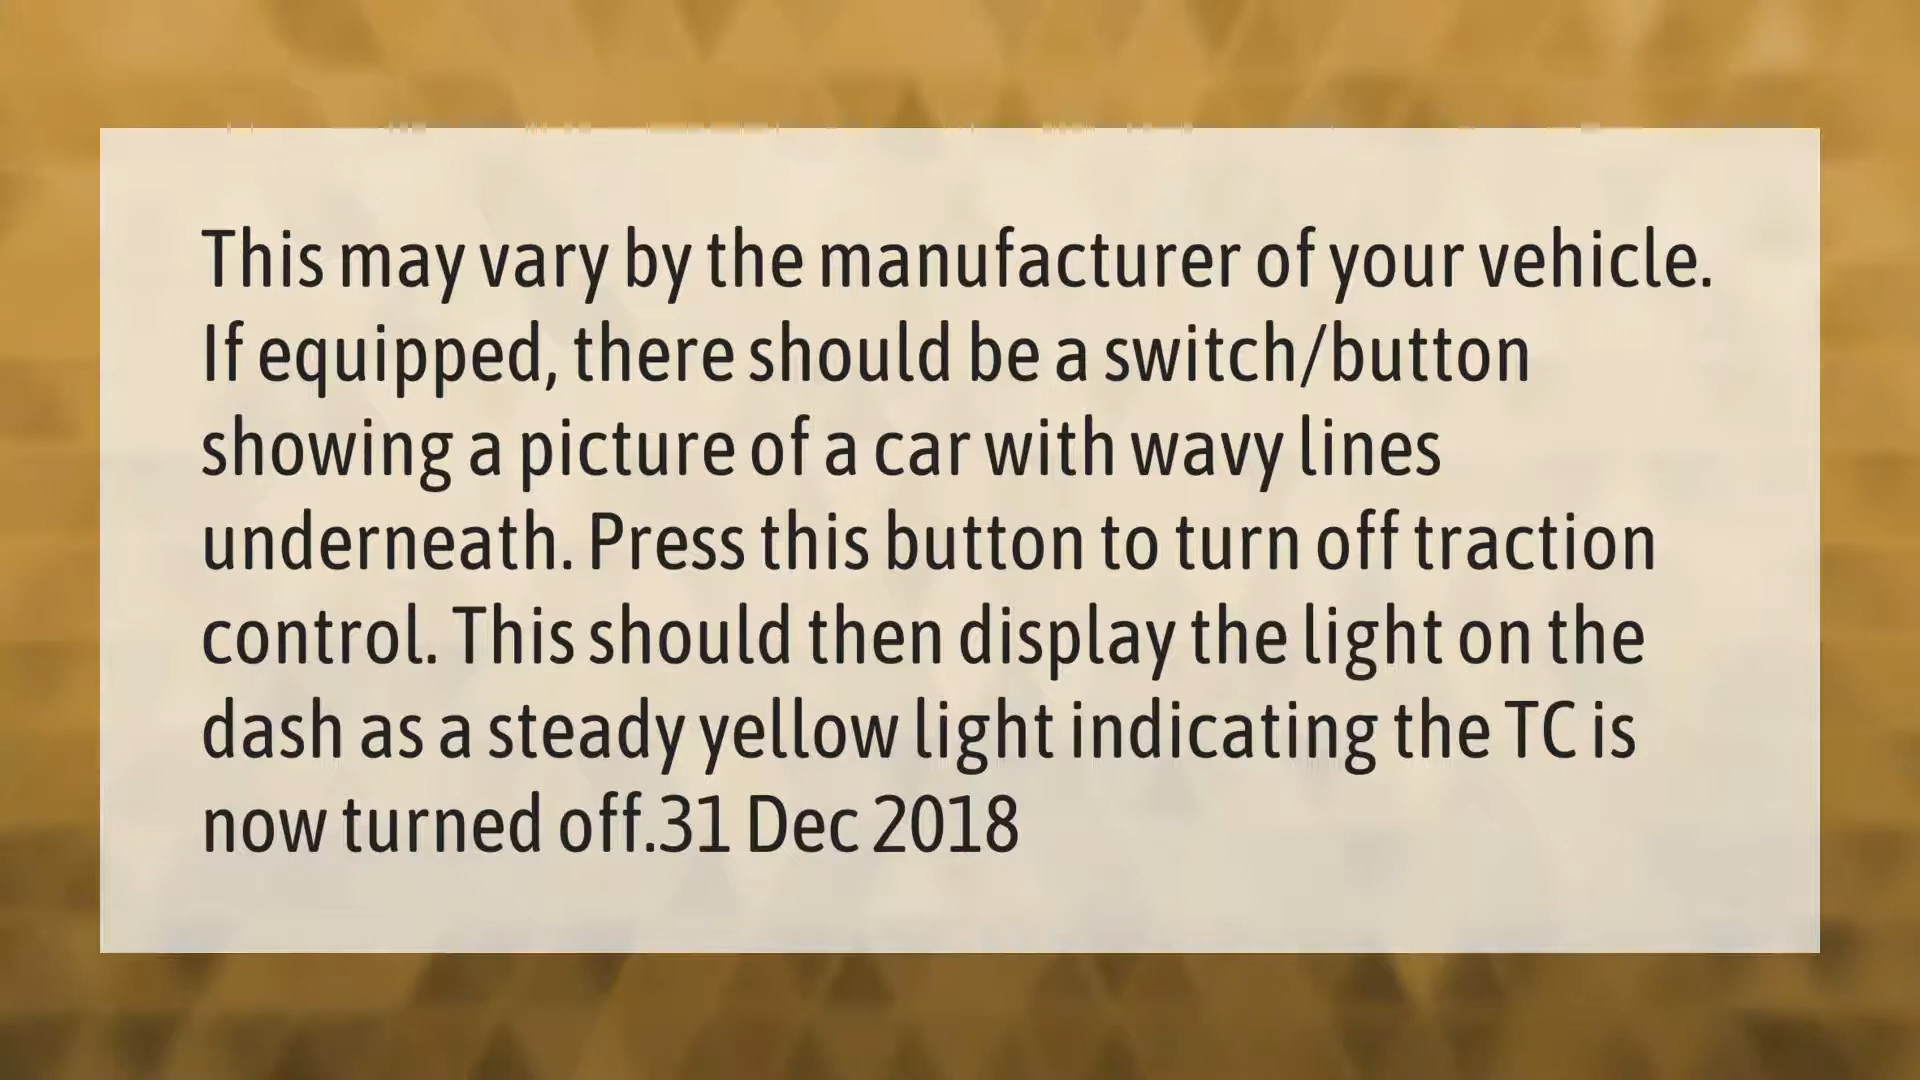 This may vary by the manufacturer of your vehicle.
If equipped, there should be a switch/button
showing a picture of a car with wavy lines
underneath. Press this button to turn off traction
control. This should then display the light on the
dash as a steady yellow light indicating the TC is
now turned off.31 Dec 2018